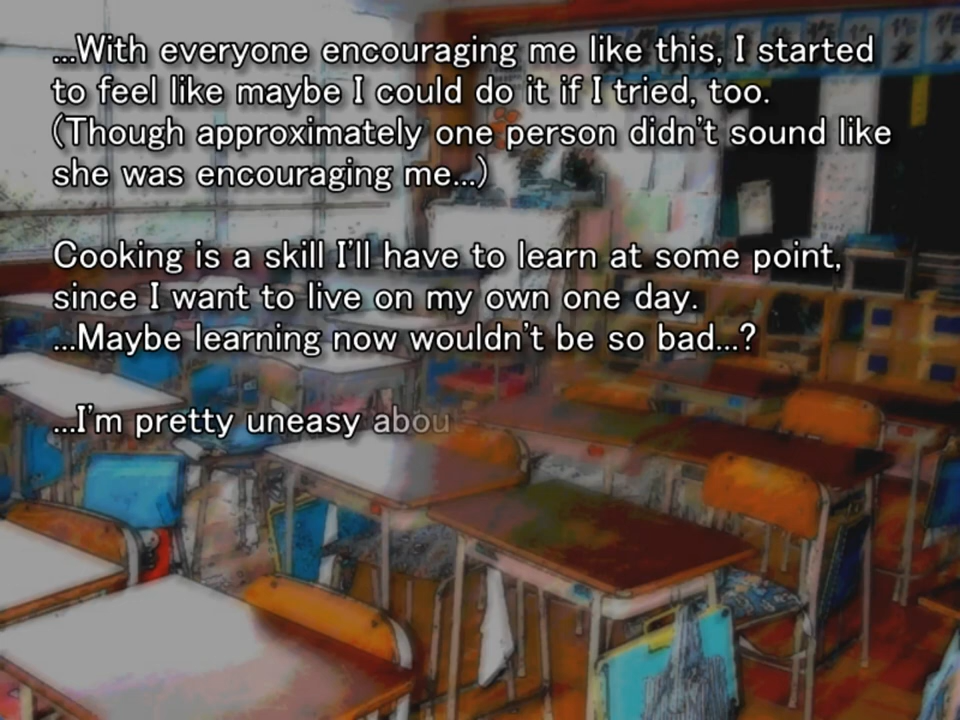 ...With everyone encouraging me like this, I started
to feel like maybe I could do it if I tried, too.
(Though approximately one person didn't sound like
she was encouraging me...)
Cooking is a skill I'll have to learn at some point,
since I want to live on my own one day.
...Maybe learning now wouldn't be so bad...?
...I'm pretty uneasy abou